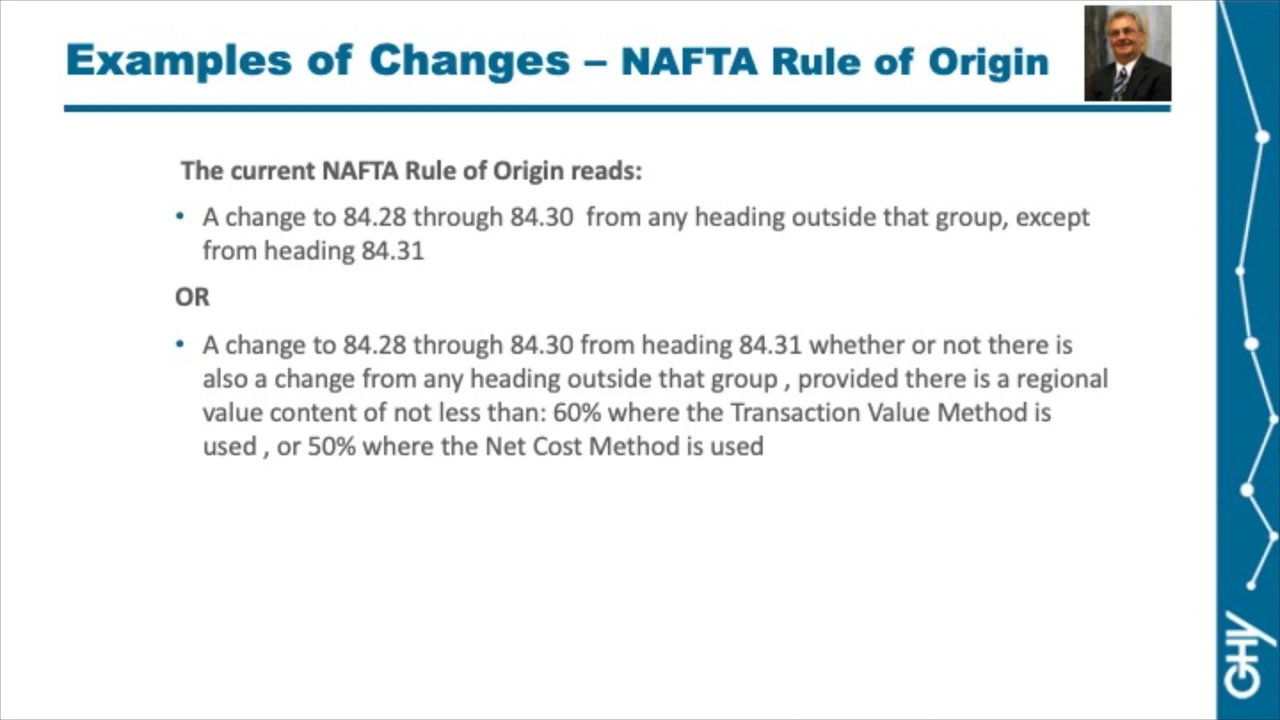 Examples of Changes – NAFTA Rule of Origin
The current NAFTA Rule of Origin reads:
• A change to 84.28 through 84.30  from any heading outside that group, except
from heading 84.31
OR
• A change to 84.28 through 84.30 from heading 84.31 whether or not there is
also a change from any heading outside that group , provided there is a regional
value content of not less than: 60% where the Transaction Value Method is
used , or 50% where the Net Cost Method is used
GHY